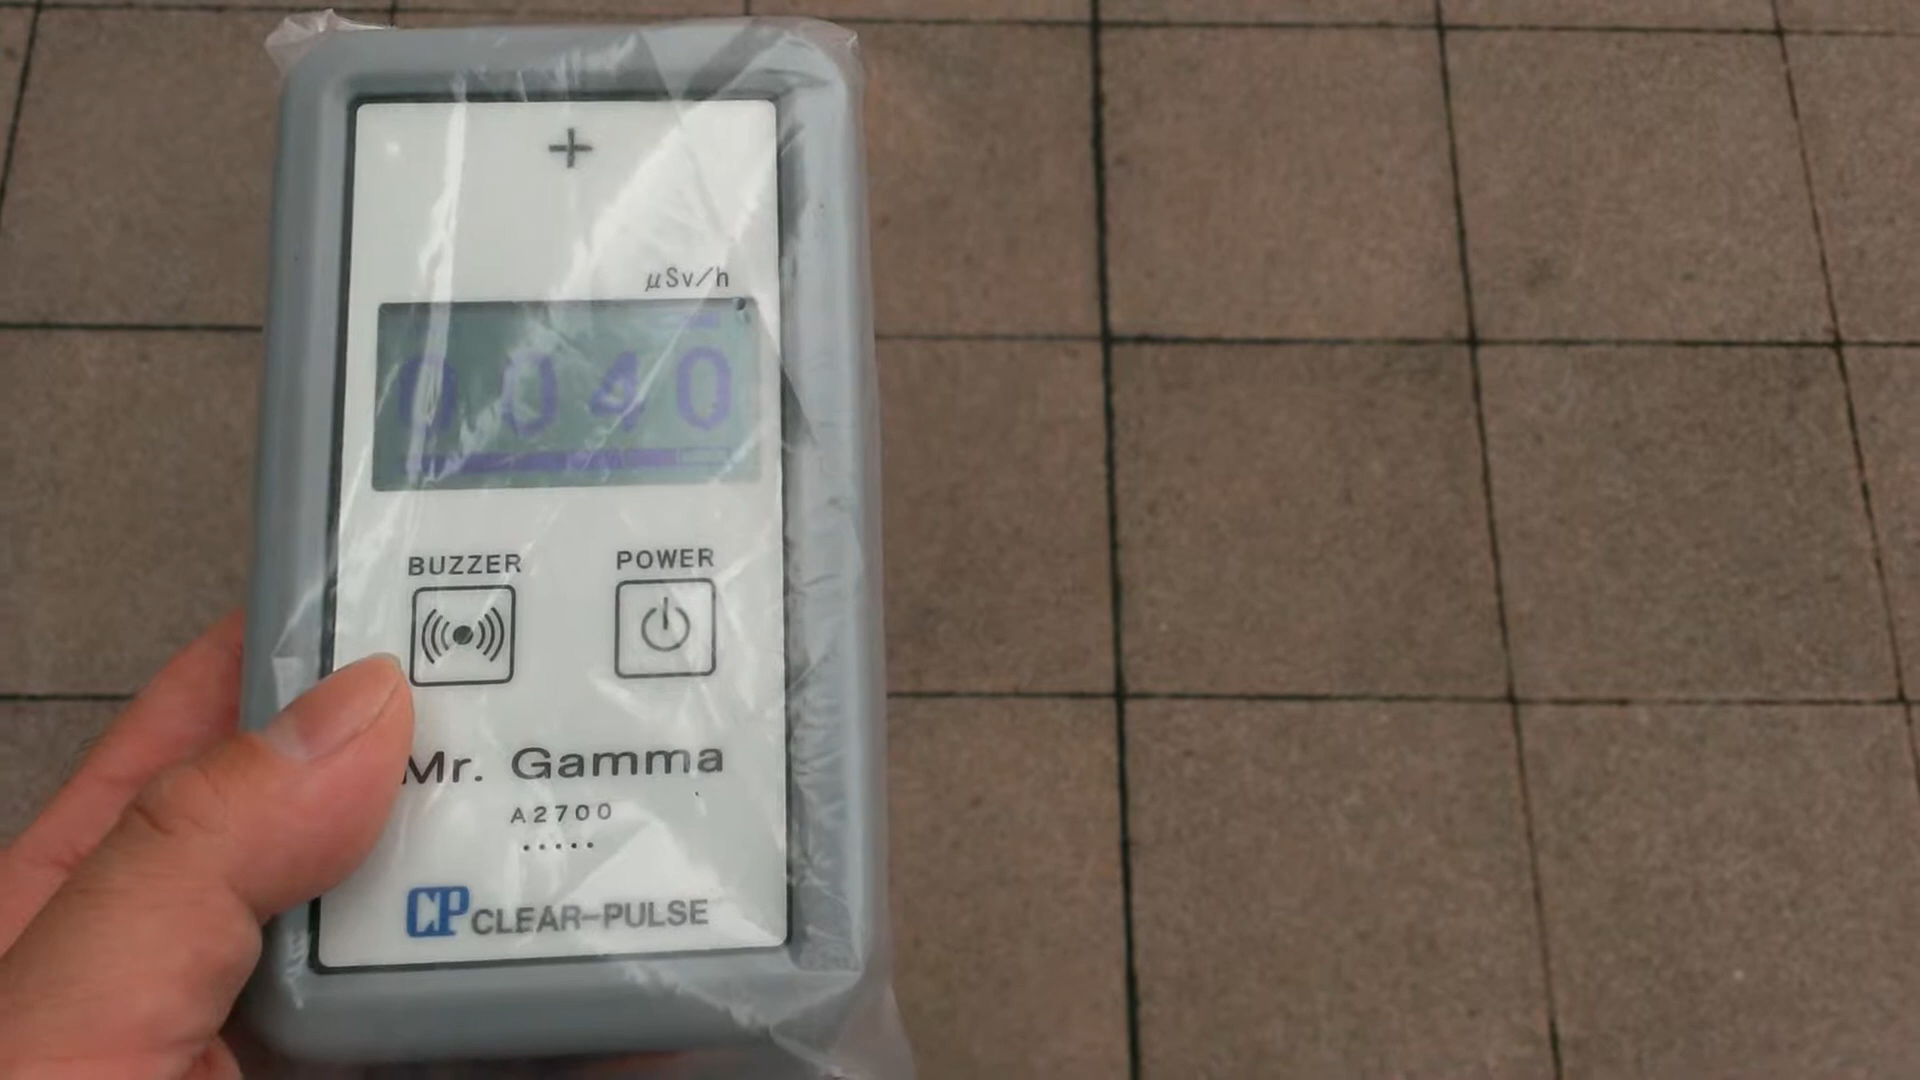 +
μSv/h
0.040
BUZZER POWER
Mr. Gamma
A2700
CP CLEAR-PULSE